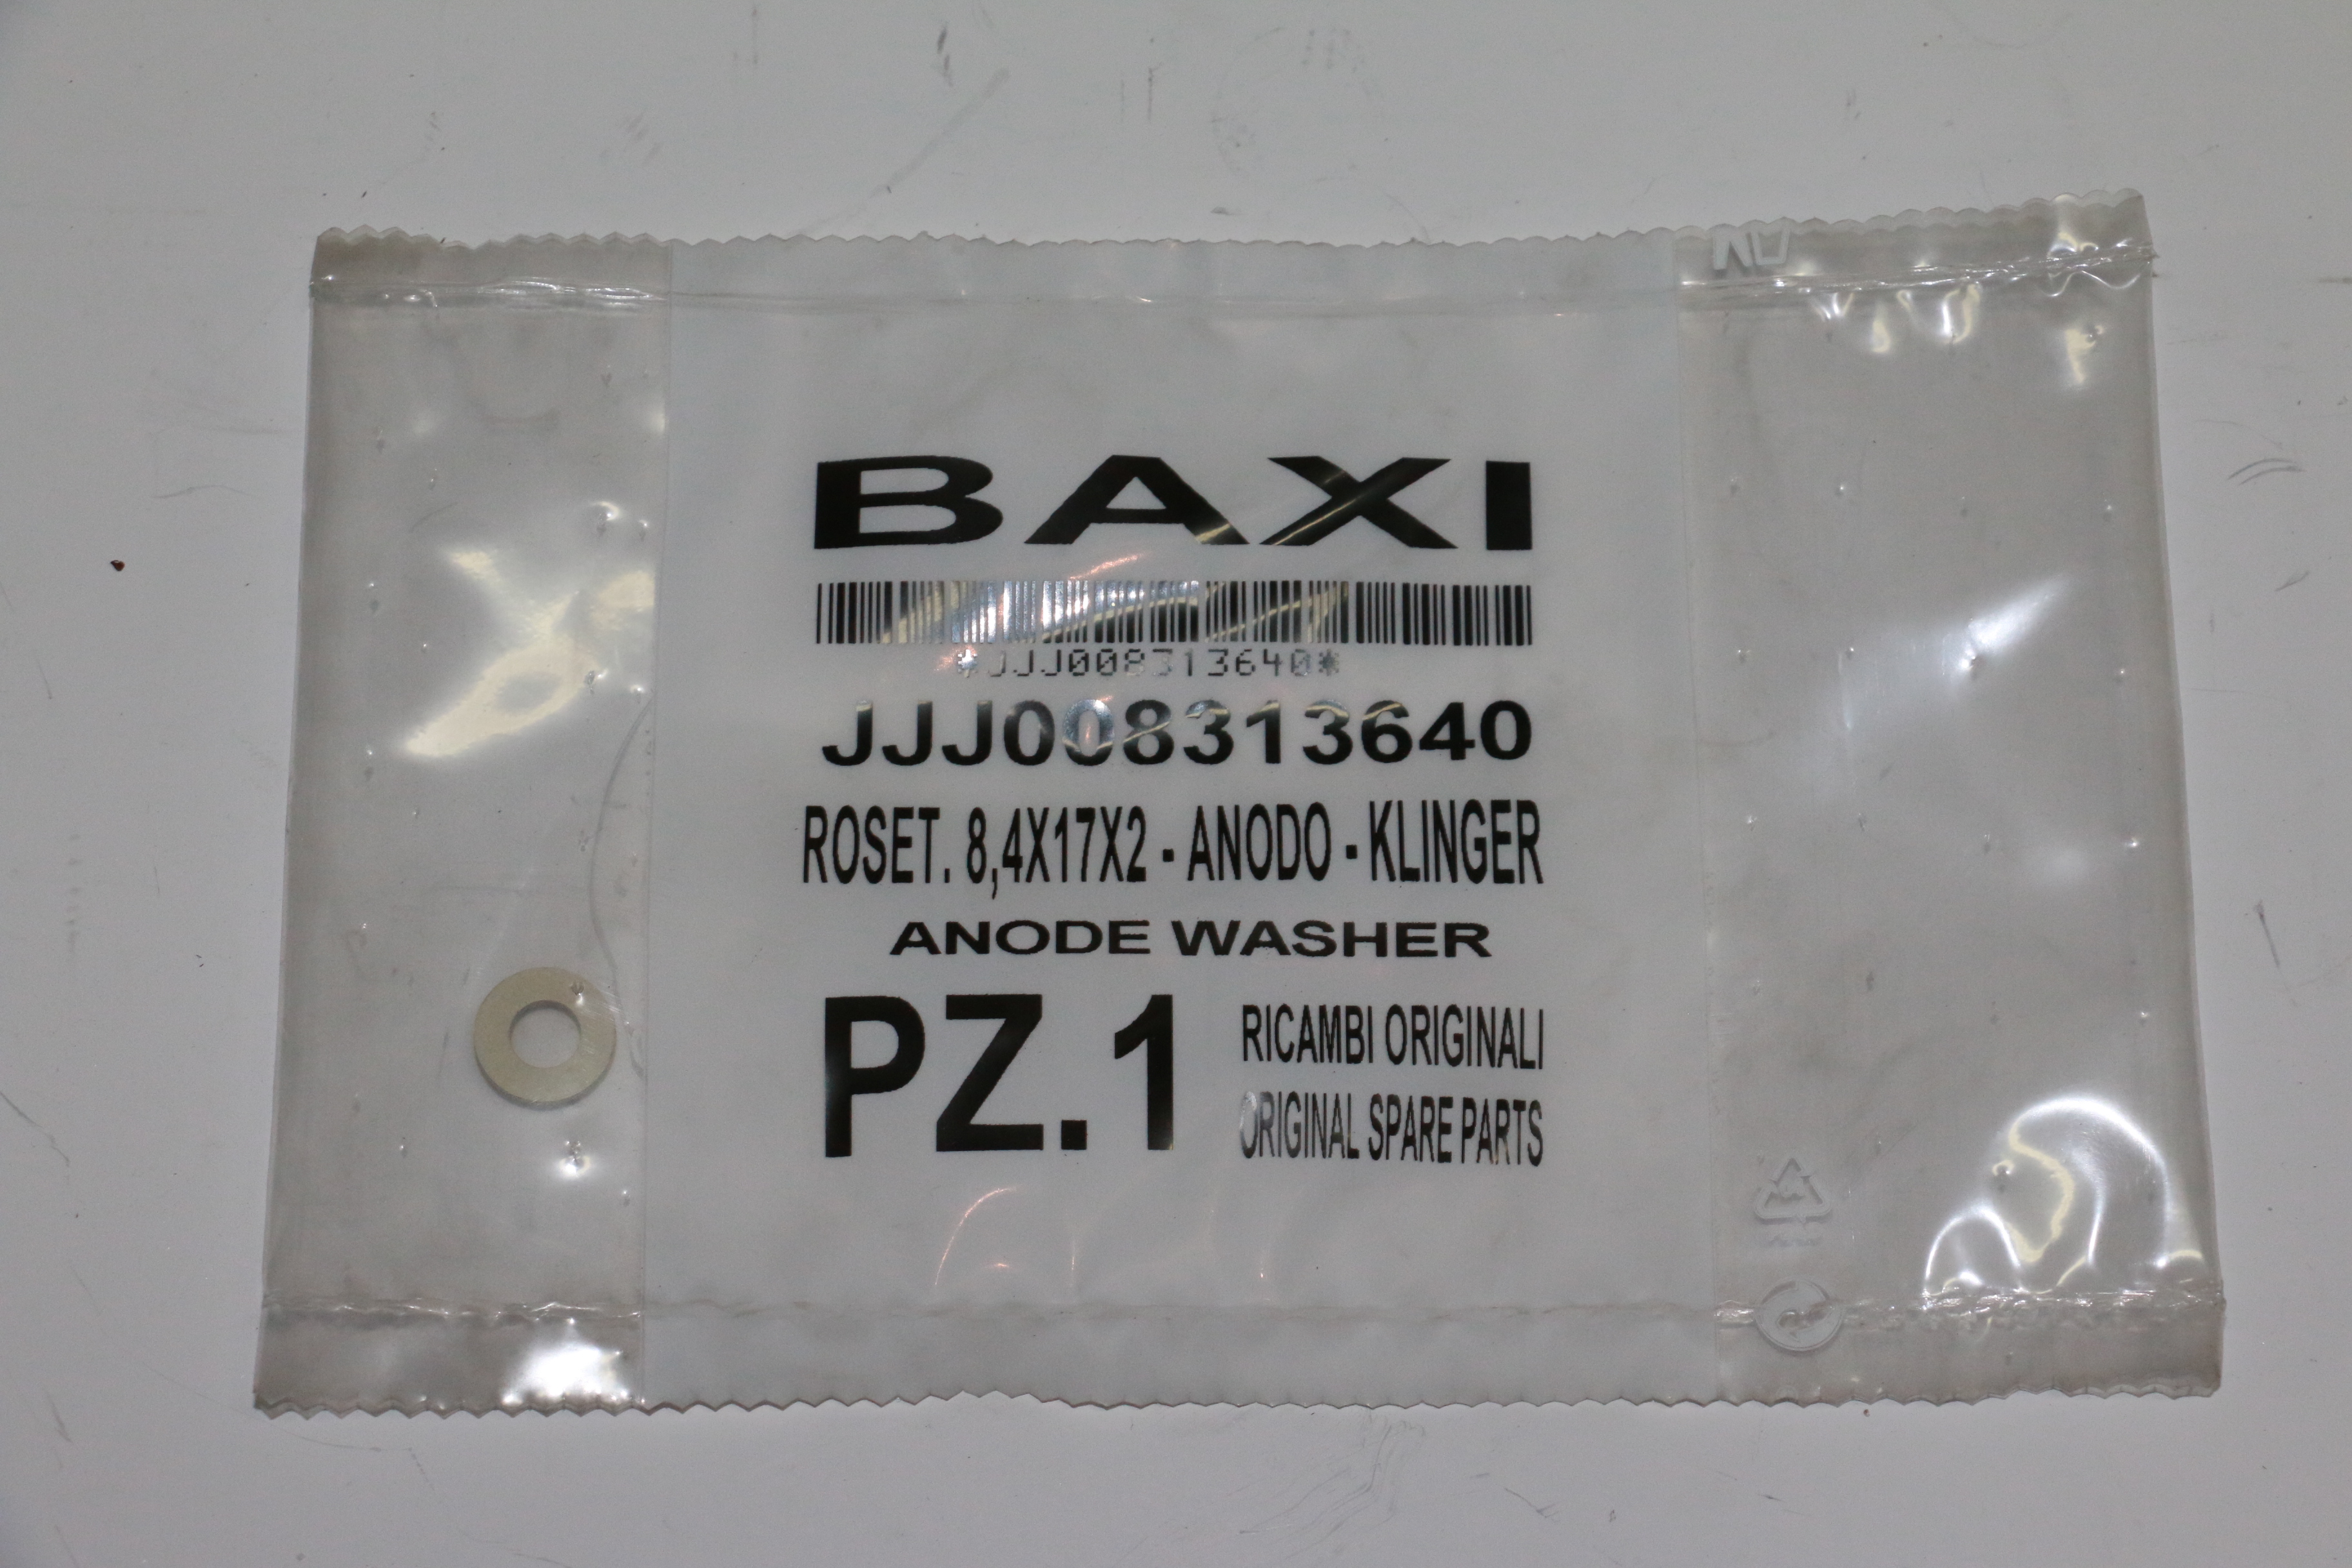 BAXI
*JJJ008313640*
JJJ008313640
ROSET. 8,4X17X2 - ANODO - KLINGER
ANODE WASHER
PZ.1
RICAMBI ORIGINALI
ORIGINAL SPARE PARTS